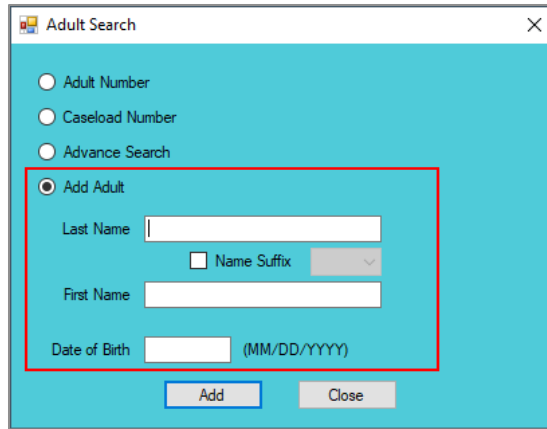 Adult Search
Adult Number
Caseload Number
Advance Search
Add Adult
Last Name
Name Suffix
First Name
Date of Birth (MM/DD/YYYY)
Add Close